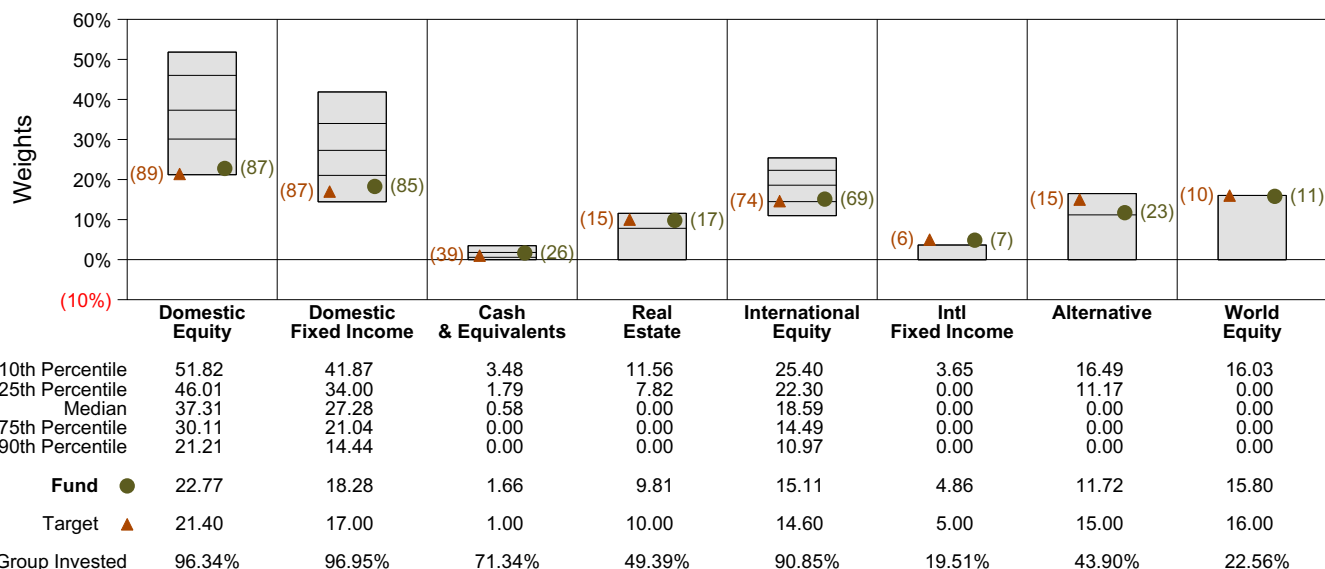 60%
50%
40%
30%
20%
10%
0%
(10%)
Weights
(89) (87) (87) (85) (39) (26) (15) (17) (74) (69) (6) (7) (15) (23) (10) (11)
Domestic Equity
Domestic Fixed Income
Cash & Equivalents
Real Estate
International Equity
Intl Fixed Income
Alternative
World Equity
10th Percentile 51.82 41.87 3.48 11.56 25.40 3.65 16.49 16.03
25th Percentile 46.01 34.00 1.79 7.82 22.30 0.00 11.17 0.00
Median 37.31 27.28 0.58 0.00 18.59 0.00 0.00 0.00
75th Percentile 30.11 21.04 0.00 0.00 14.49 0.00 0.00 0.00
90th Percentile 21.21 14.44 0.00 0.00 10.97 0.00 0.00 0.00
Fund 22.77 18.28 1.66 9.81 15.11 4.86 11.72 15.80
Target 21.40 17.00 1.00 10.00 14.60 5.00 15.00 16.00
Group Invested 96.34% 96.95% 71.34% 49.39% 90.85% 19.51% 43.90% 22.56%